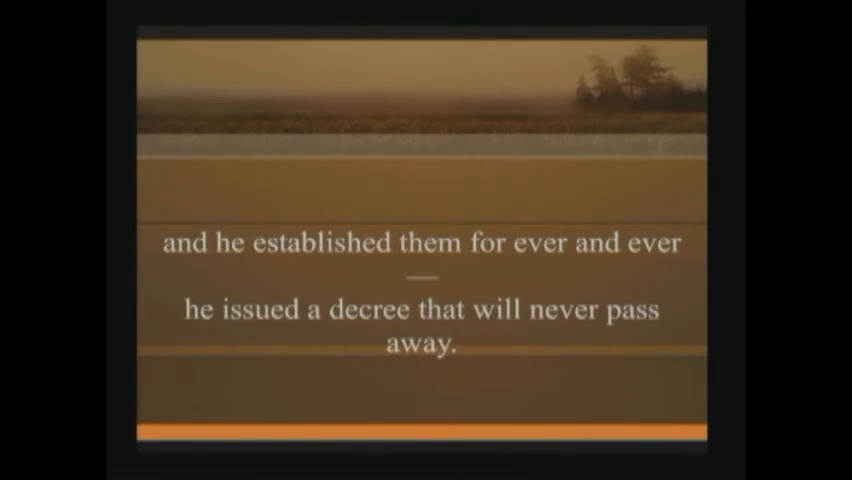 and he established them for ever and ever
—
he issued a decree that will never pass
away.